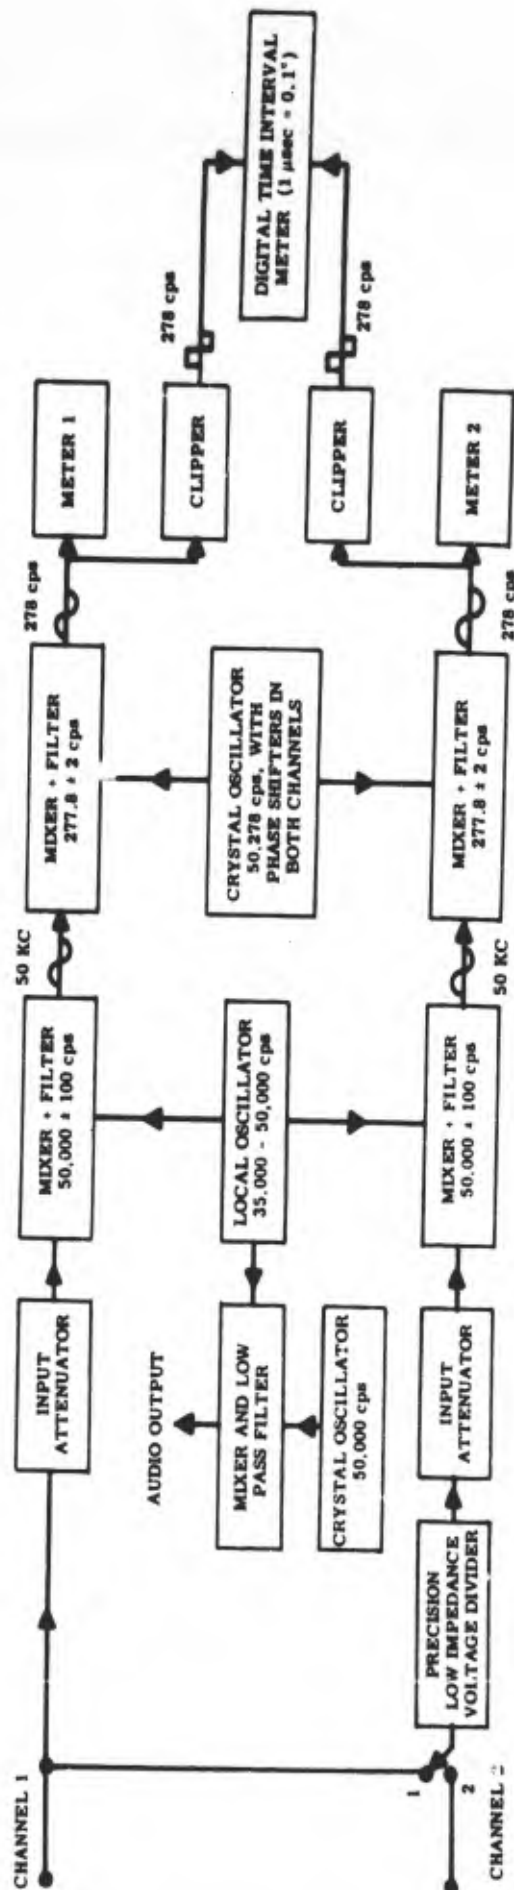 CHANNEL 1
INPUT
ATTENUATOR
MIXER + FILTER
50,000 ± 100 cps
50 KC
MIXER + FILTER
277.8 ± 2 cps
278 cps
METER 1
CLIPPER
278 cps
AUDIO OUTPUT
MIXER AND LOW
PASS FILTER
CRYSTAL OSCILLATOR
50,000 cps
LOCAL OSCILLATOR
35,000 - 50,000 cps
CRYSTAL OSCILLATOR
50,278 cps, WITH
PHASE SHIFTERS IN
BOTH CHANNELS
DIGITAL TIME INTERVAL
METER (1 μsec = 0.1°)
1
2
CHANNEL
PRECISION
LOW IMPEDANCE
VOLTAGE DIVIDER
INPUT
ATTENUATOR
MIXER + FILTER
50,000 ± 100 cps
50 KC
MIXER + FILTER
277.8 ± 2 cps
278 cps
CLIPPER
278 cps
METER 2